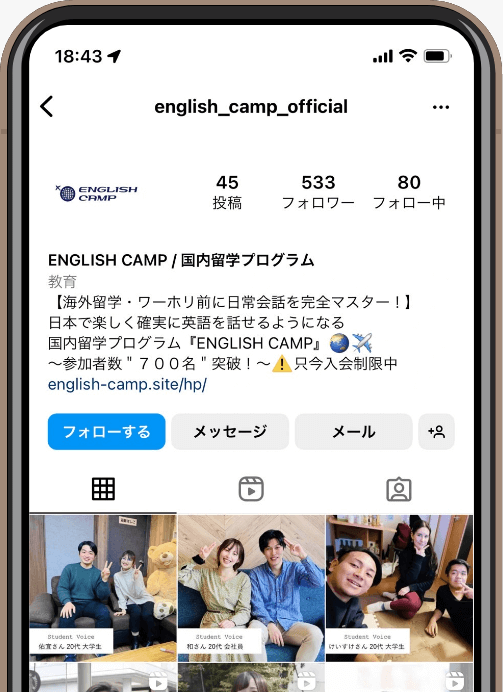 18:43
english_camp_official
ENGLISH
CAMP
45
投稿
533
フォロワー
80
フォロー中
ENGLISH CAMP / 国内留学プログラム
教育
【海外留学・ワーホリ前に日常会話を完全マスター！】
日本で楽しく確実に英語を話せるようになる
国内留学プログラム『ENGLISH CAMP』🌏✈️
〜参加者数＂７００名＂突破！〜⚠️只今入会制限中
english-camp.site/hp/
フォローする
メッセージ
メール
Student Voice
佑宜さん 20代 大学生
Student Voice
和さん 20代 会社員
Student Voice
けいすけさん 20代 大学生